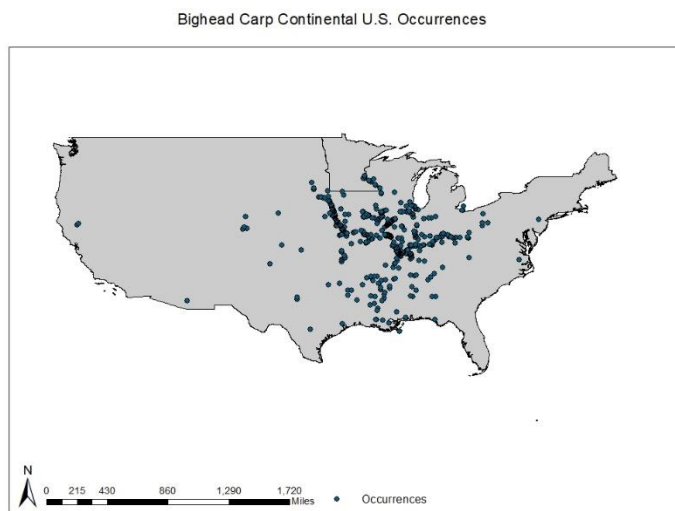 Bighead Carp Continental U.S. Occurrences
N
0 215 430 860 1,290 1,720
Miles
Occurrences